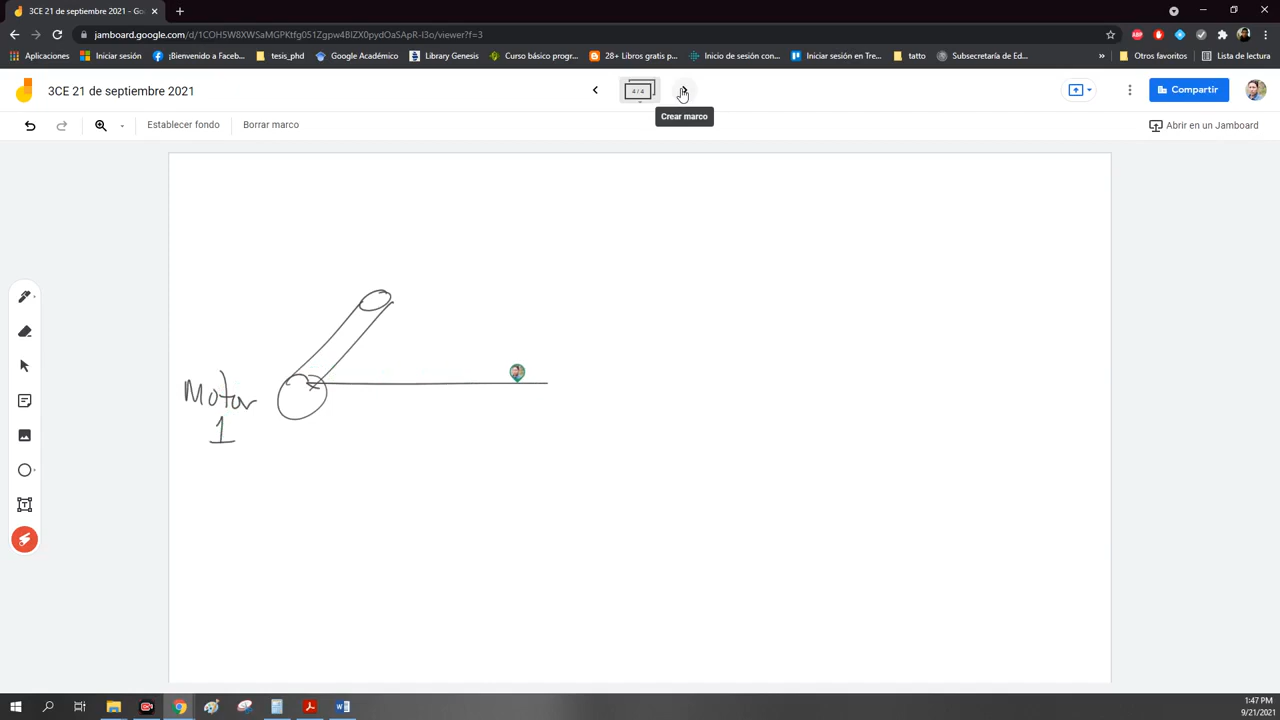 3CE 21 de septiembre 2021 - Go
jamboard.google.com/d/1COH5W8XWSaMGPKtfg051Zgpw4BIZX0pydOaSApR-I3o/viewer?f=3
Aplicaciones Iniciar sesión ¡Bienvenido a Facebo... tesis_phd Google Académico Library Genesis Curso básico progr... 28+ Libros gratis p... Inicio de sesión con... Iniciar sesión en Tre... tatto Subsecretaría de Ed... » Otros favoritos Lista de lectura
3CE 21 de septiembre 2021
4 / 4
Compartir
Crear marco
Establecer fondo Borrar marco
Abrir en un Jamboard
Motor
1
1:47 PM
9/21/2021